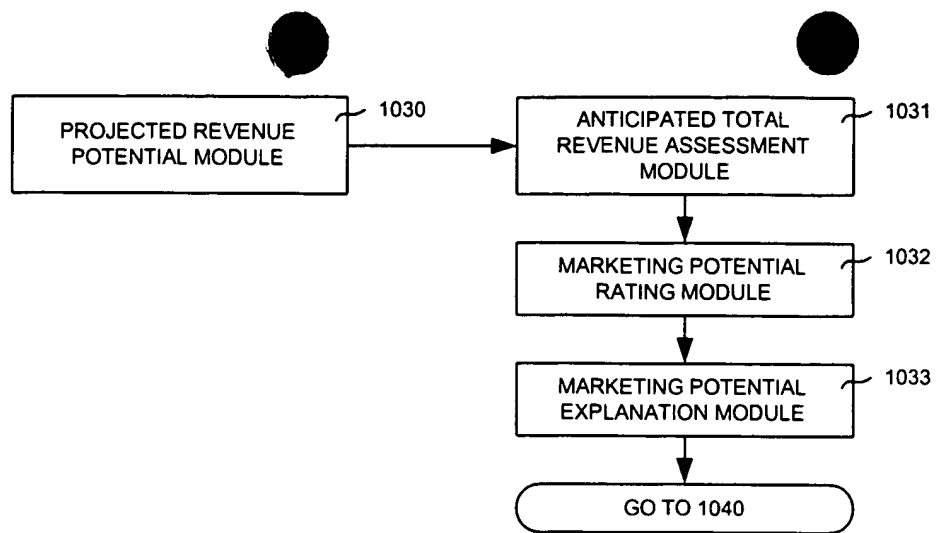 PROJECTED REVENUE
POTENTIAL MODULE
1030
ANTICIPATED TOTAL
REVENUE ASSESSMENT
MODULE
1031
MARKETING POTENTIAL
RATING MODULE
1032
MARKETING POTENTIAL
EXPLANATION MODULE
1033
GO TO 1040